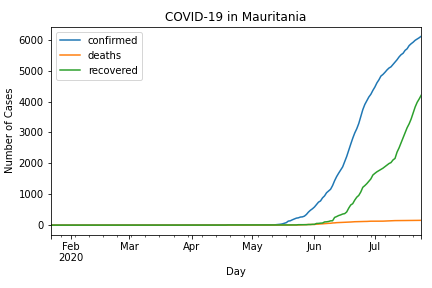 COVID-19 in Mauritania
confirmed
deaths
recovered
Number of Cases
6000
5000
4000
3000
2000
1000
0
Feb
2020
Mar
Apr
May
Jun
Jul
Day